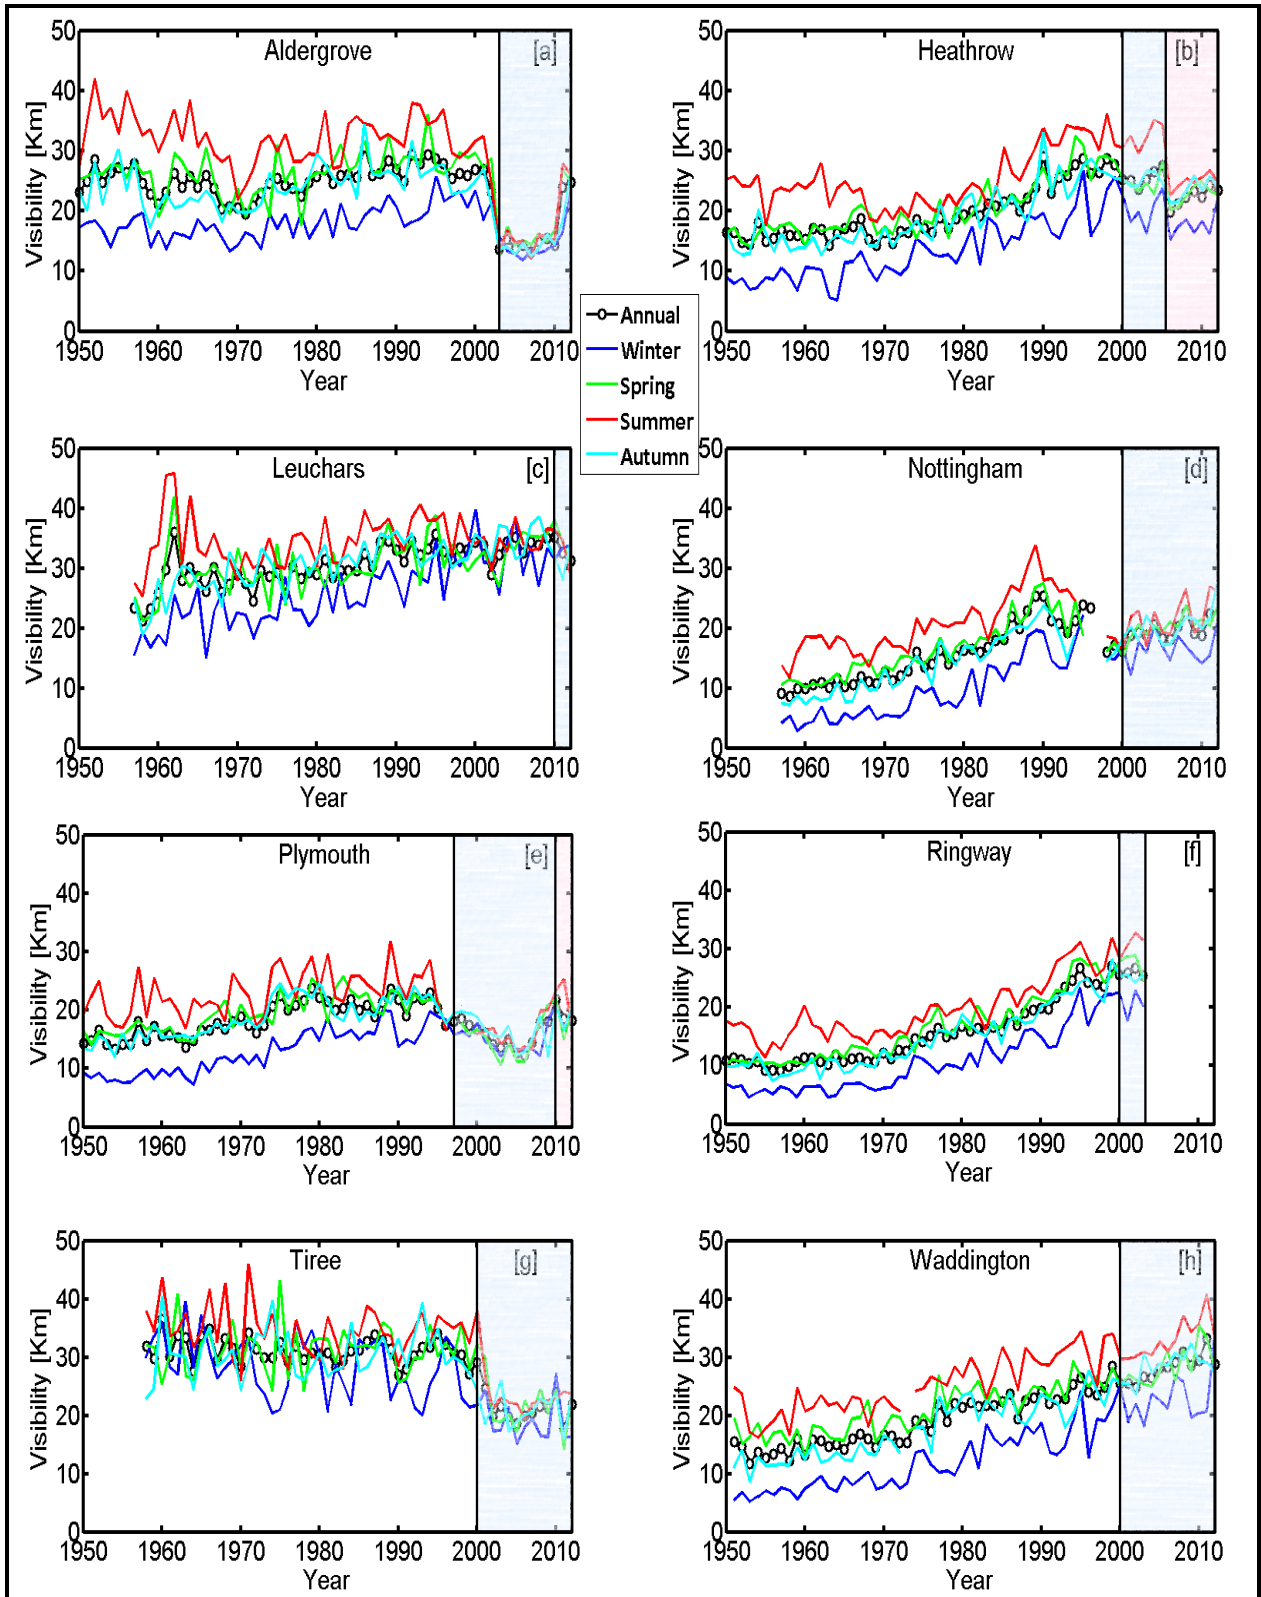 Aldergrove [a]
Visibility [Km]
50
40
30
20
10
0
1950 1960 1970 1980 1990 2000 2010
Year
Heathrow [b]
Visibility [Km]
50
40
30
20
10
0
1950 1960 1970 1980 1990 2000 2010
Year
Annual
Winter
Spring
Summer
Autumn
Leuchars [c]
Visibility [Km]
50
40
30
20
10
0
1950 1960 1970 1980 1990 2000 2010
Year
Nottingham [d]
Visibility [Km]
50
40
30
20
10
0
1950 1960 1970 1980 1990 2000 2010
Year
Plymouth [e]
Visibility [Km]
50
40
30
20
10
0
1950 1960 1970 1980 1990 2000 2010
Year
Ringway [f]
Visibility [Km]
50
40
30
20
10
0
1950 1960 1970 1980 1990 2000 2010
Year
Tiree [g]
Visibility [Km]
50
40
30
20
10
0
1950 1960 1970 1980 1990 2000 2010
Year
Waddington [h]
Visibility [Km]
50
40
30
20
10
0
1950 1960 1970 1980 1990 2000 2010
Year